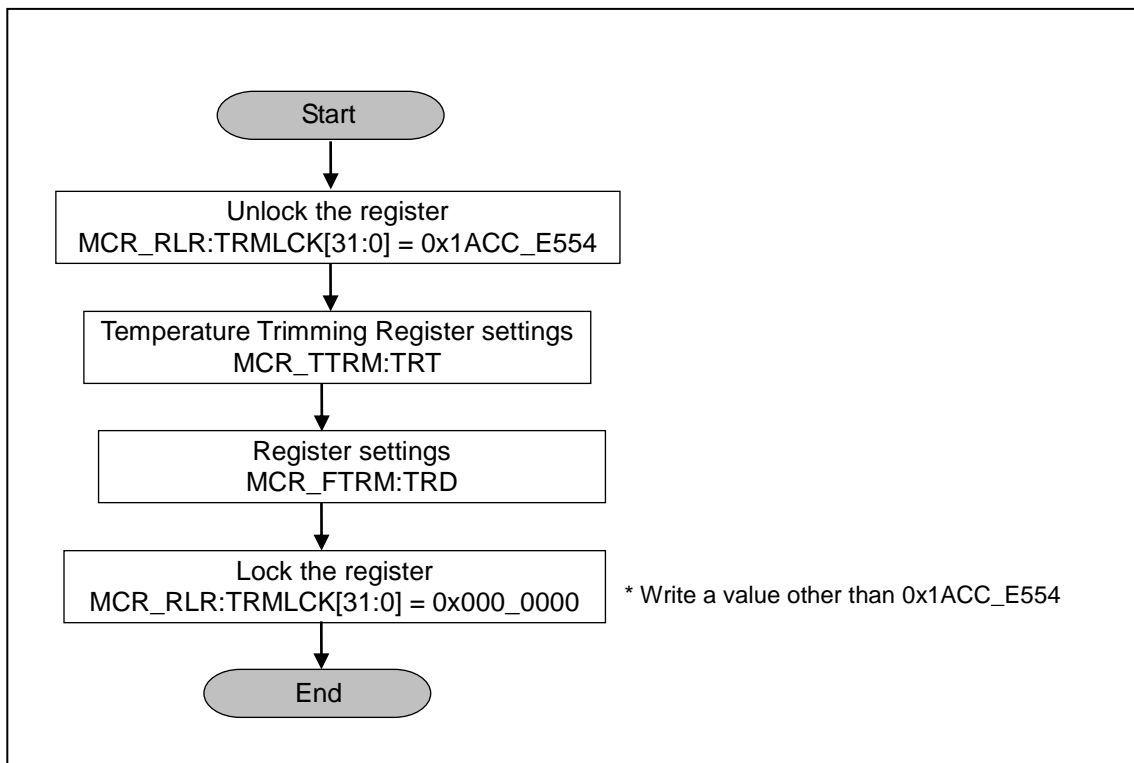 Start
Unlock the register
MCR_RLR:TRMLCK[31:0] = 0x1ACC_E554
Temperature Trimming Register settings
MCR_TTRM:TRT
Register settings
MCR_FTRM:TRD
Lock the register
MCR_RLR:TRMLCK[31:0] = 0x000_0000
* Write a value other than 0x1ACC_E554
End